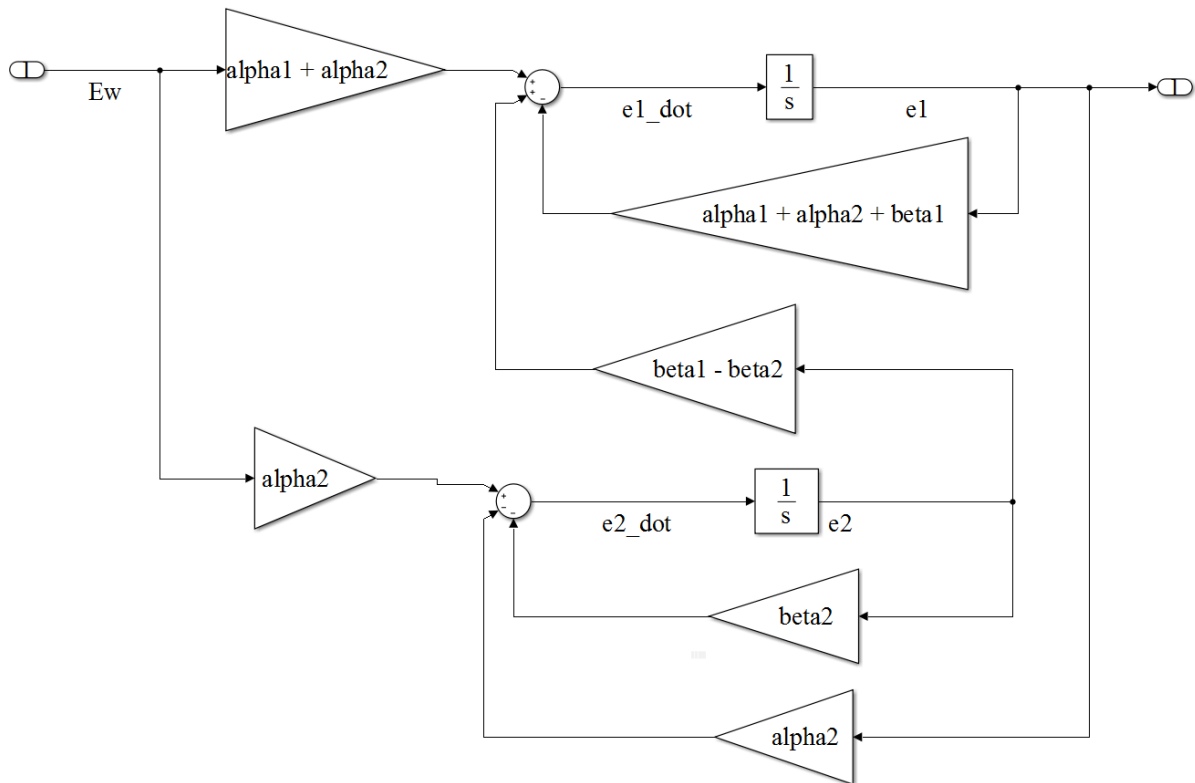 alpha1 + alpha2
Ew
+
+
-
e1_dot
1
s
e1
alpha1 + alpha2 + beta1
beta1 - beta2
alpha2
+
-
-
e2_dot
1
s
e2
beta2
alpha2